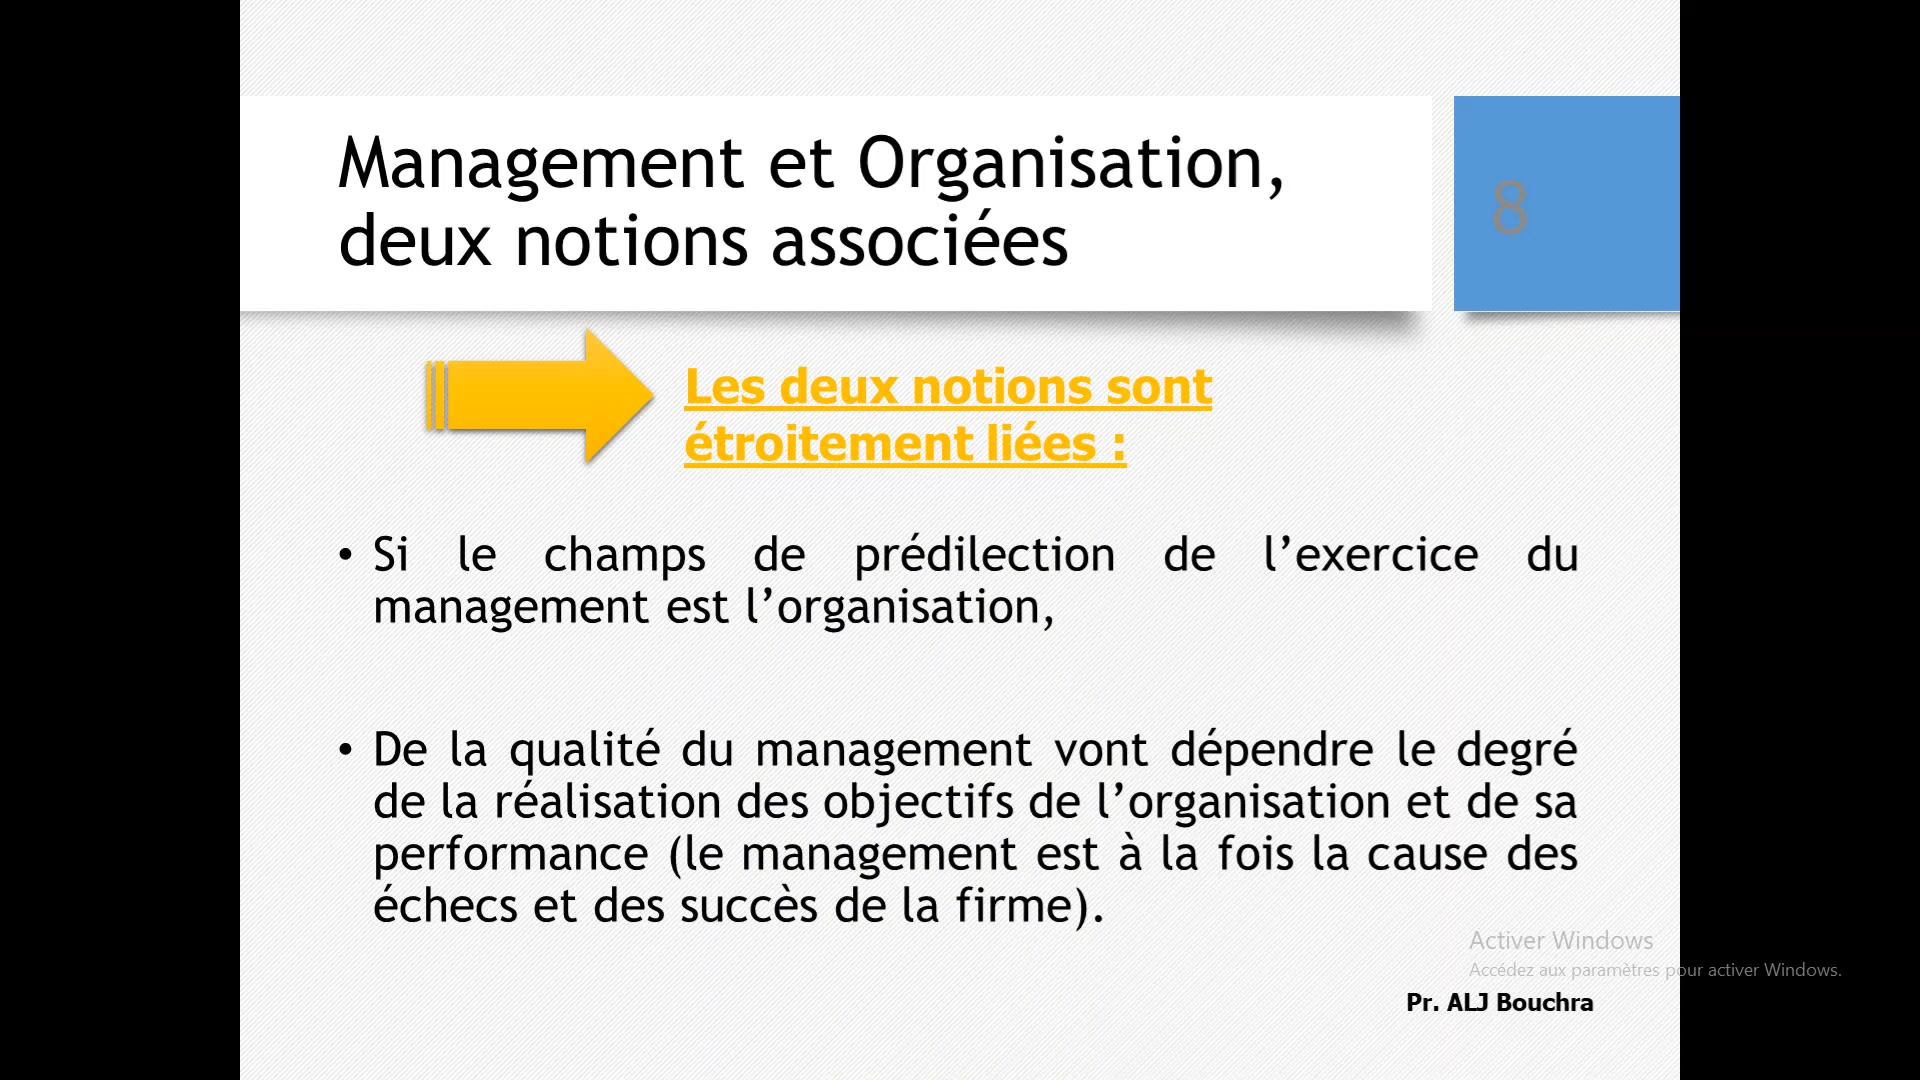 Management et Organisation,
deux notions associées
8
Les deux notions sont
étroitement liées :
• Si le champs de prédilection de l’exercice du
management est l’organisation,
• De la qualité du management vont dépendre le degré
de la réalisation des objectifs de l’organisation et de sa
performance (le management est à la fois la cause des
échecs et des succès de la firme).
Activer Windows
Accédez aux paramètres pour activer Windows.
Pr. ALJ Bouchra